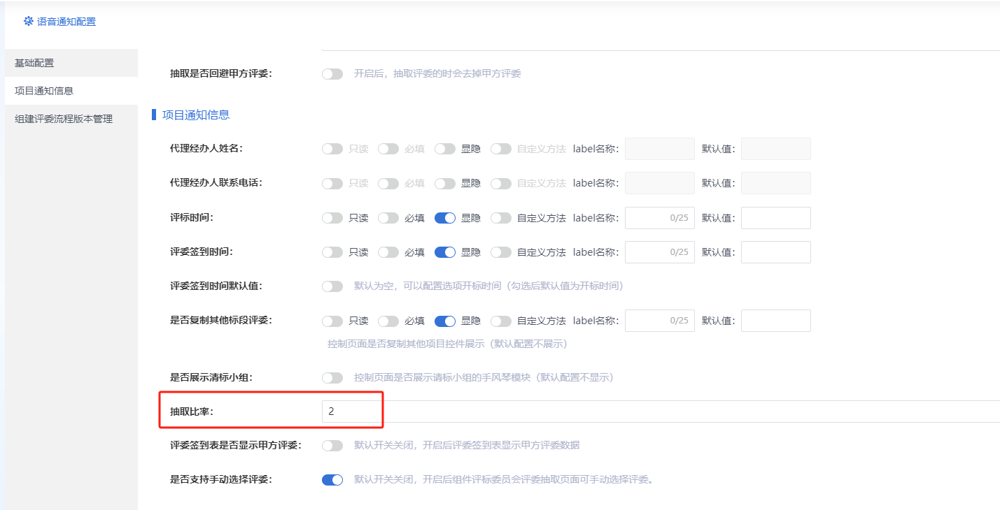 语音通知配置
基础配置
项目通知信息
组建评委流程版本管理
抽取是否回避甲方评委： 开启后，抽取评委的时会去掉甲方评委
项目通知信息
代理经办人姓名： 只读 必填 显隐 自定义方法 label名称： 默认值：
代理经办人联系电话： 只读 必填 显隐 自定义方法 label名称： 默认值：
评标时间： 只读 必填 显隐 自定义方法 label名称： 0/25 默认值：
评委签到时间： 只读 必填 显隐 自定义方法 label名称： 0/25 默认值：
评委签到时间默认值： 默认为空，可以配置选项开标时间（勾选后默认值为开标时间）
是否复制其他标段评委： 只读 必填 显隐 自定义方法 label名称： 0/25 默认值：
控制页面是否复制其他项目控件展示（默认配置不展示）
是否展示清标小组： 控制页面是否展示请标小组的手风琴模块（默认配置不显示）
抽取比率： 2
评委签到表是否显示甲方评委： 默认开关关闭，开启后评委签到表显示甲方评委数据
是否支持手动选择评委： 默认开关关闭，开启后组件评标委员会评委抽取页面可手动选择评委。